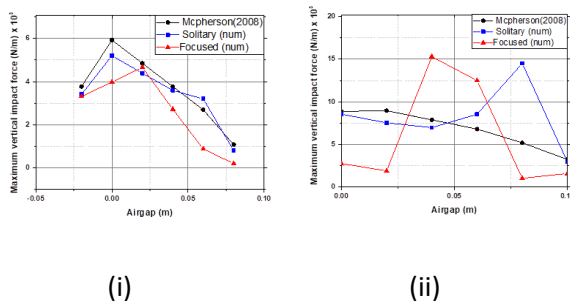 Maximum vertical impact force (N/m) x 10³
Mcpherson(2008)
Solitary (num)
Focused (num)
6
4
2
0
-0.05
0.00
0.05
0.10
Airgap (m)
(i)
Maximum vertical impact force (N/m) x 10³
Mcpherson(2008)
Solitary (num)
Focused (num)
20
15
10
5
0
0.00
0.05
0.1
Airgap (m)
(ii)